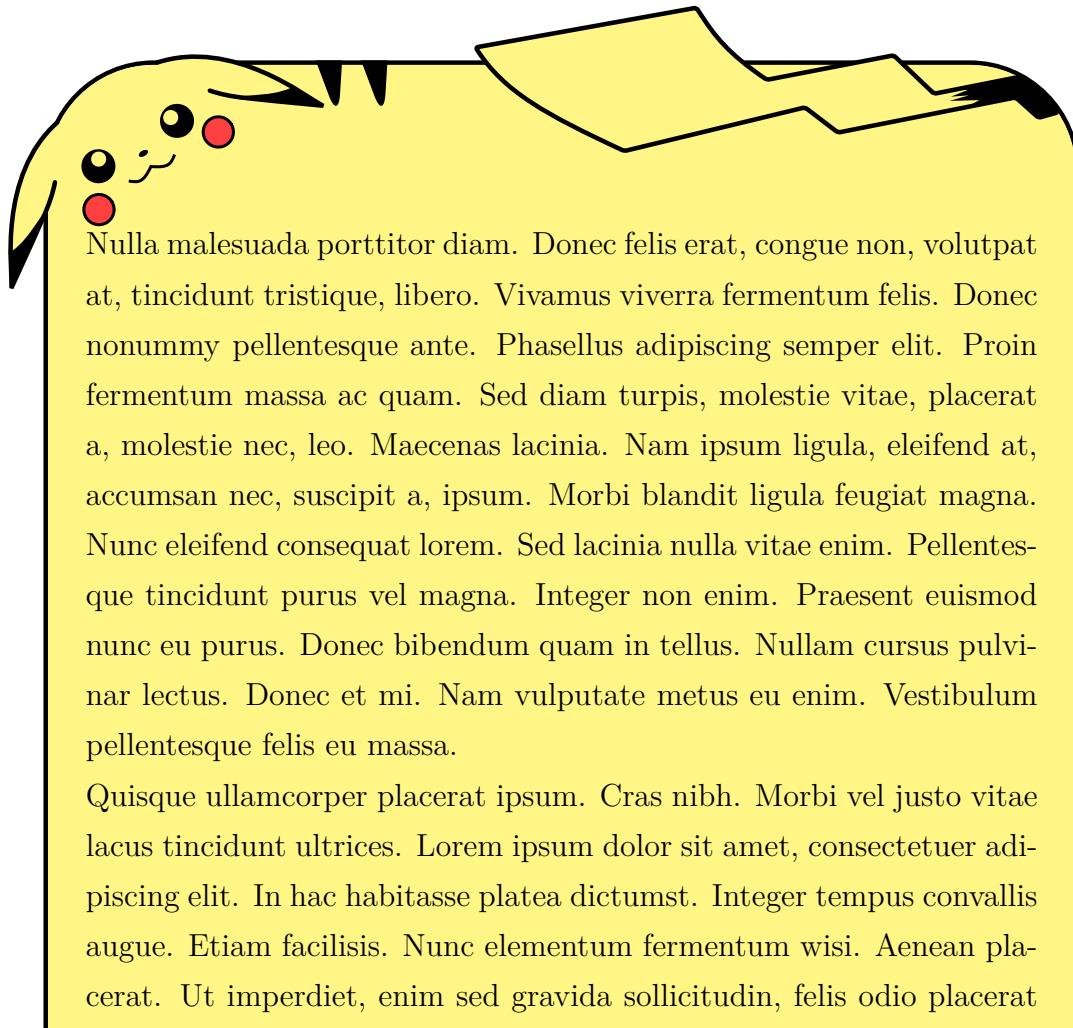 Nulla malesuada porttitor diam. Donec felis erat, congue non, volutpat
at, tincidunt tristique, libero. Vivamus viverra fermentum felis. Donec
nonummy pellentesque ante. Phasellus adipiscing semper elit. Proin
fermentum massa ac quam. Sed diam turpis, molestie vitae, placerat
a, molestie nec, leo. Maecenas lacinia. Nam ipsum ligula, eleifend at,
accumsan nec, suscipit a, ipsum. Morbi blandit ligula feugiat magna.
Nunc eleifend consequat lorem. Sed lacinia nulla vitae enim. Pellentes-
que tincidunt purus vel magna. Integer non enim. Praesent euismod
nunc eu purus. Donec bibendum quam in tellus. Nullam cursus pulvi-
nar lectus. Donec et mi. Nam vulputate metus eu enim. Vestibulum
pellentesque felis eu massa.
Quisque ullamcorper placerat ipsum. Cras nibh. Morbi vel justo vitae
lacus tincidunt ultrices. Lorem ipsum dolor sit amet, consectetuer adi-
piscing elit. In hac habitasse platea dictumst. Integer tempus convallis
augue. Etiam facilisis. Nunc elementum fermentum wisi. Aenean pla-
cerat. Ut imperdiet, enim sed gravida sollicitudin, felis odio placerat